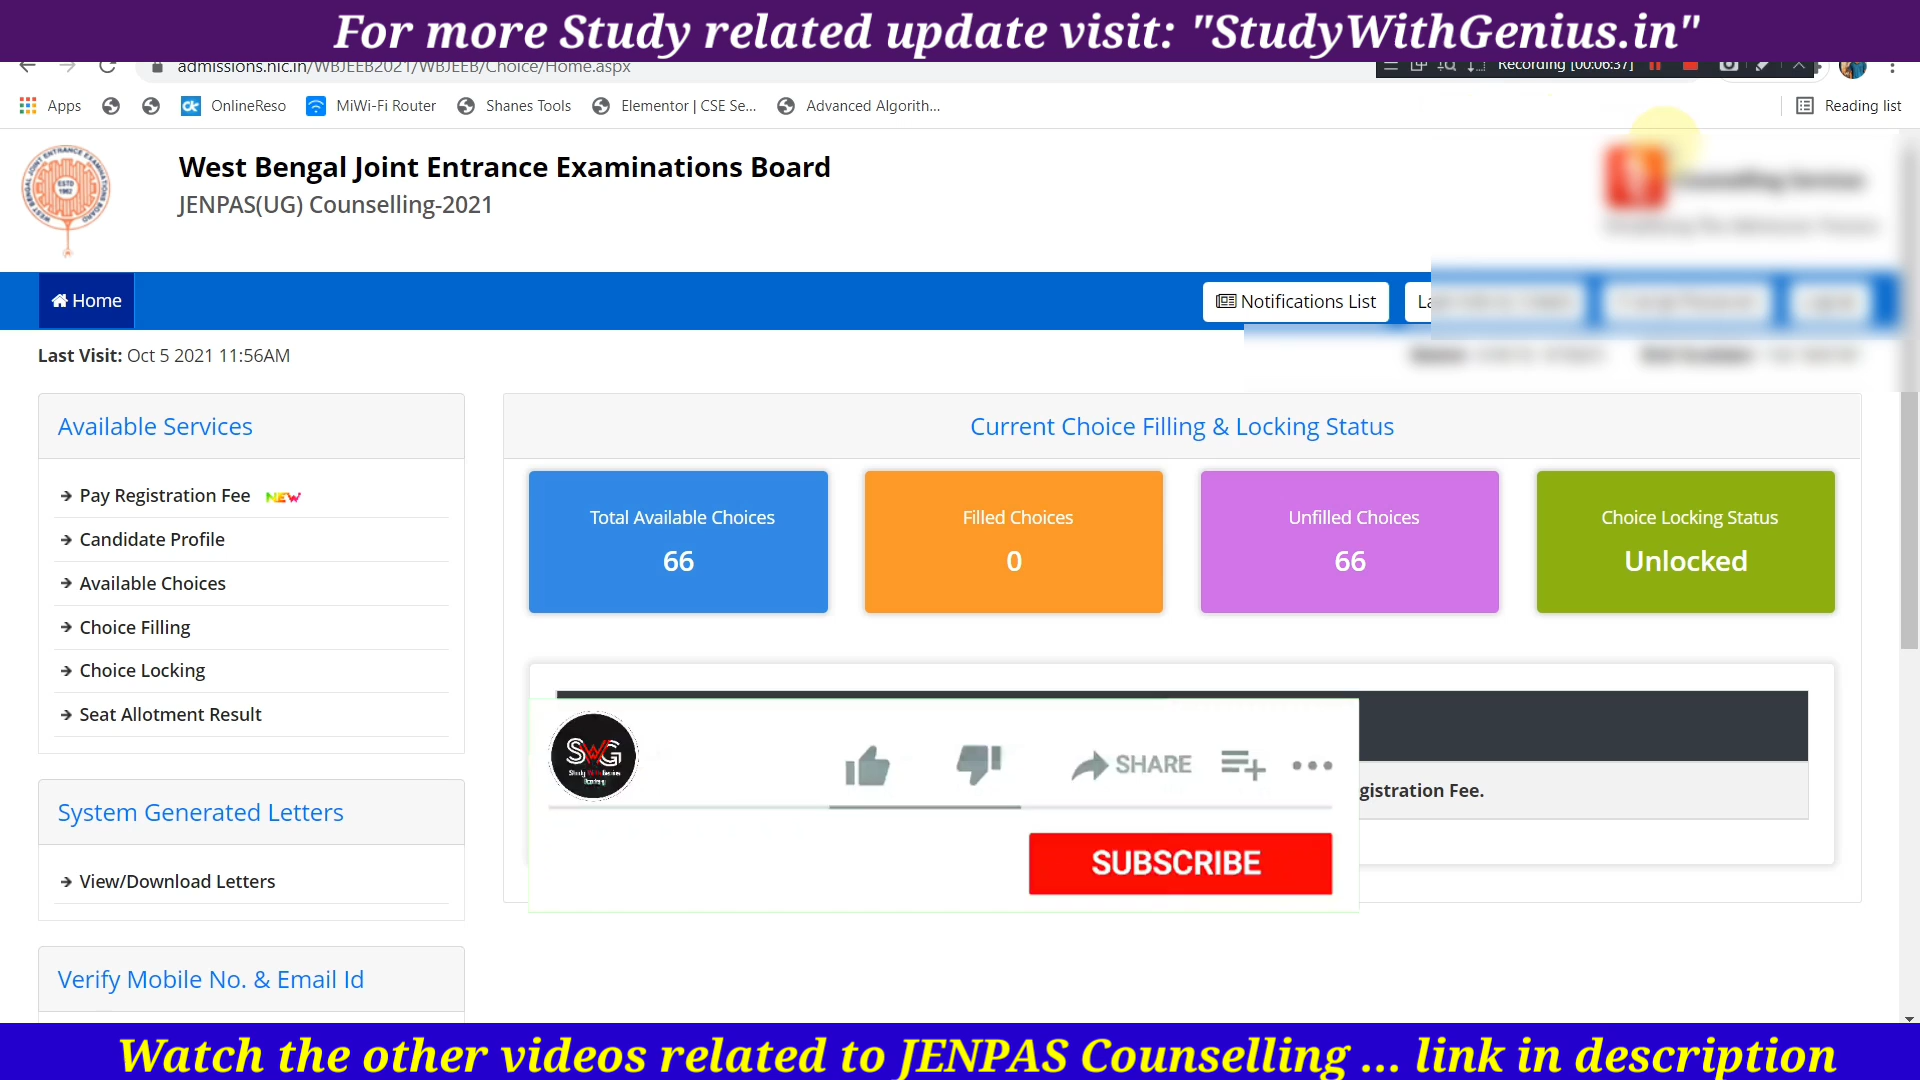 For more Study related update visit: "StudyWithGenius.in"
admissions.nic.in/WBJEEB2021/WBJEEB/Choice/Home.aspx
Recording [00:06:37]
Apps
OnlineReso
MiWi-Fi Router
Shanes Tools
Elementor | CSE Se...
Advanced Algorith...
Reading list
West Bengal Joint Entrance Examinations Board
JENPAS(UG) Counselling-2021
Home
Notifications List
Last Visit: Oct 5 2021 11:56AM
Available Services
Pay Registration Fee NEW
Candidate Profile
Available Choices
Choice Filling
Choice Locking
Seat Allotment Result
System Generated Letters
View/Download Letters
Verify Mobile No. & Email Id
Current Choice Filling & Locking Status
Total Available Choices
66
Filled Choices
0
Unfilled Choices
66
Choice Locking Status
Unlocked
SWG
SHARE
gistration Fee.
SUBSCRIBE
Watch the other videos related to JENPAS Counselling ... link in description